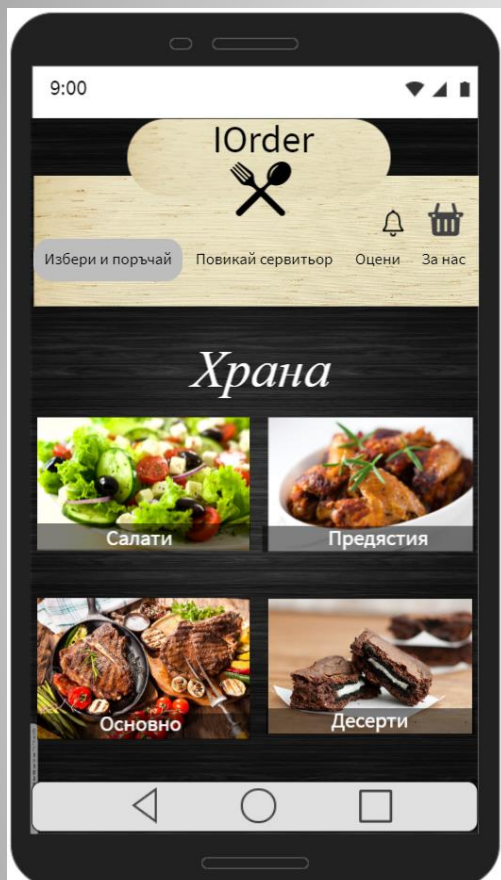 9:00
IOrder
Избери и поръчай Повикай сервитьор Оцени За нас
Храна
Салати Предястия
Основно Десерти